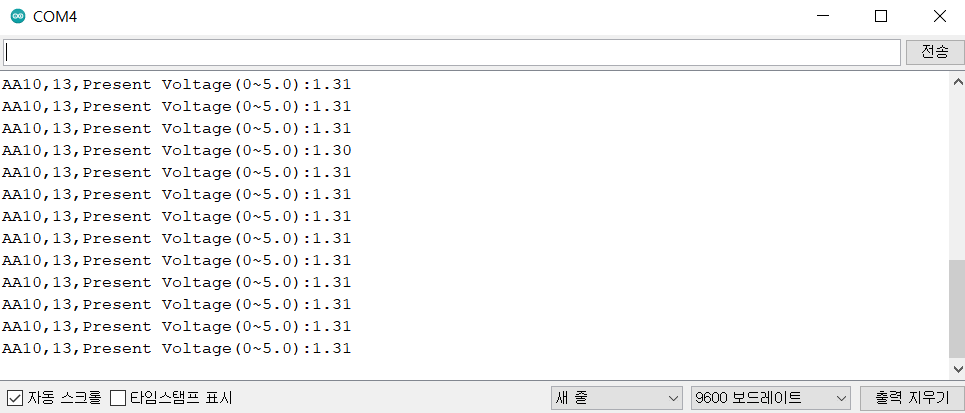 COM4
전송
AA10,13,Present Voltage(0~5.0):1.31
AA10,13,Present Voltage(0~5.0):1.31
AA10,13,Present Voltage(0~5.0):1.31
AA10,13,Present Voltage(0~5.0):1.30
AA10,13,Present Voltage(0~5.0):1.31
AA10,13,Present Voltage(0~5.0):1.31
AA10,13,Present Voltage(0~5.0):1.31
AA10,13,Present Voltage(0~5.0):1.31
AA10,13,Present Voltage(0~5.0):1.31
AA10,13,Present Voltage(0~5.0):1.31
AA10,13,Present Voltage(0~5.0):1.31
AA10,13,Present Voltage(0~5.0):1.31
AA10,13,Present Voltage(0~5.0):1.31
자동 스크롤 타임스탬프 표시 새 줄 9600 보드레이트 출력 지우기